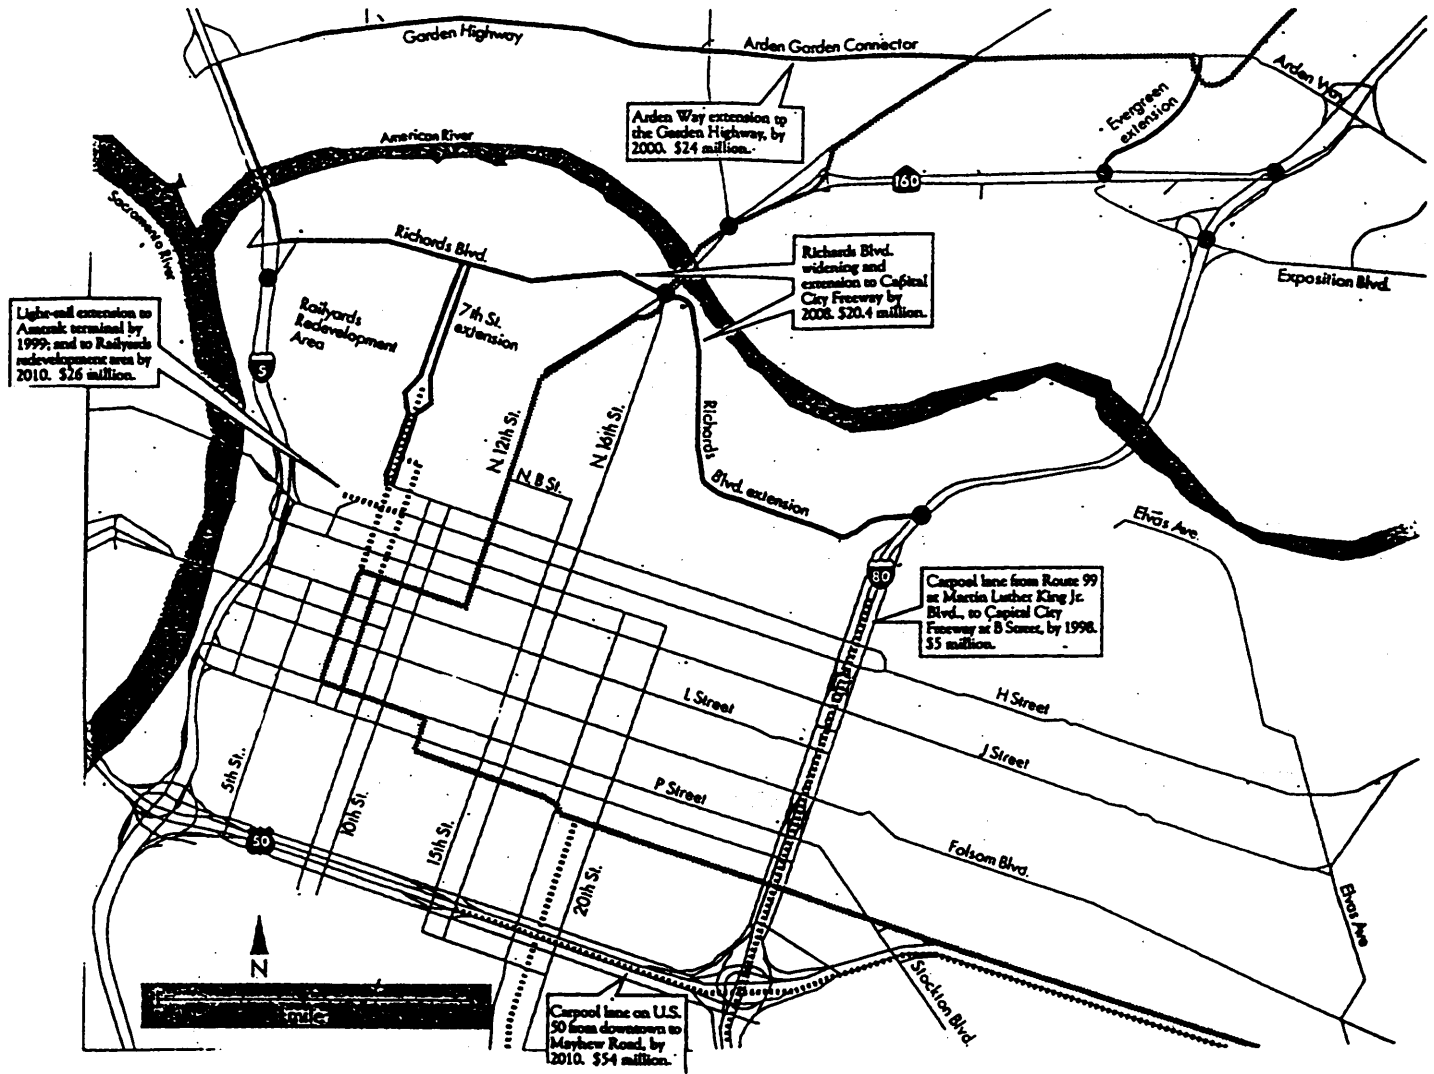 Garden Highway
Arden Garden Connector
Arden Way
Evergreen
extension
Arden Way extension to
the Garden Highway, by
2000. $24 million.
American River
160
Sacramento River
Richards Blvd.
Richards Blvd.
widening and
extension to Capital
City Freeway by
2008. $20.4 million.
Exposition Blvd.
Light-rail extension to
Amtrak terminal by
1999; and to Railyards
redevelopment area by
2010. $26 million.
Railyards
Redevelopment
Area
7th St.
extension
5
N. 12th St.
N. 16th St.
N. B St.
Richards
Blvd. extension
Elvas Ave.
80
Carpool lane from Route 99
at Martin Luther King Jr.
Blvd., to Capital City
Freeway at B Street, by 1998.
$5 million.
L Street
H Street
J Street
P Street
Folsom Blvd.
5th St.
10th St.
15th St.
20th St.
50
Elvas Ave
Stockton Blvd.
N
mile
Carpool lane on U.S.
50 from downtown to
Mayhew Road, by
2010. $54 million.